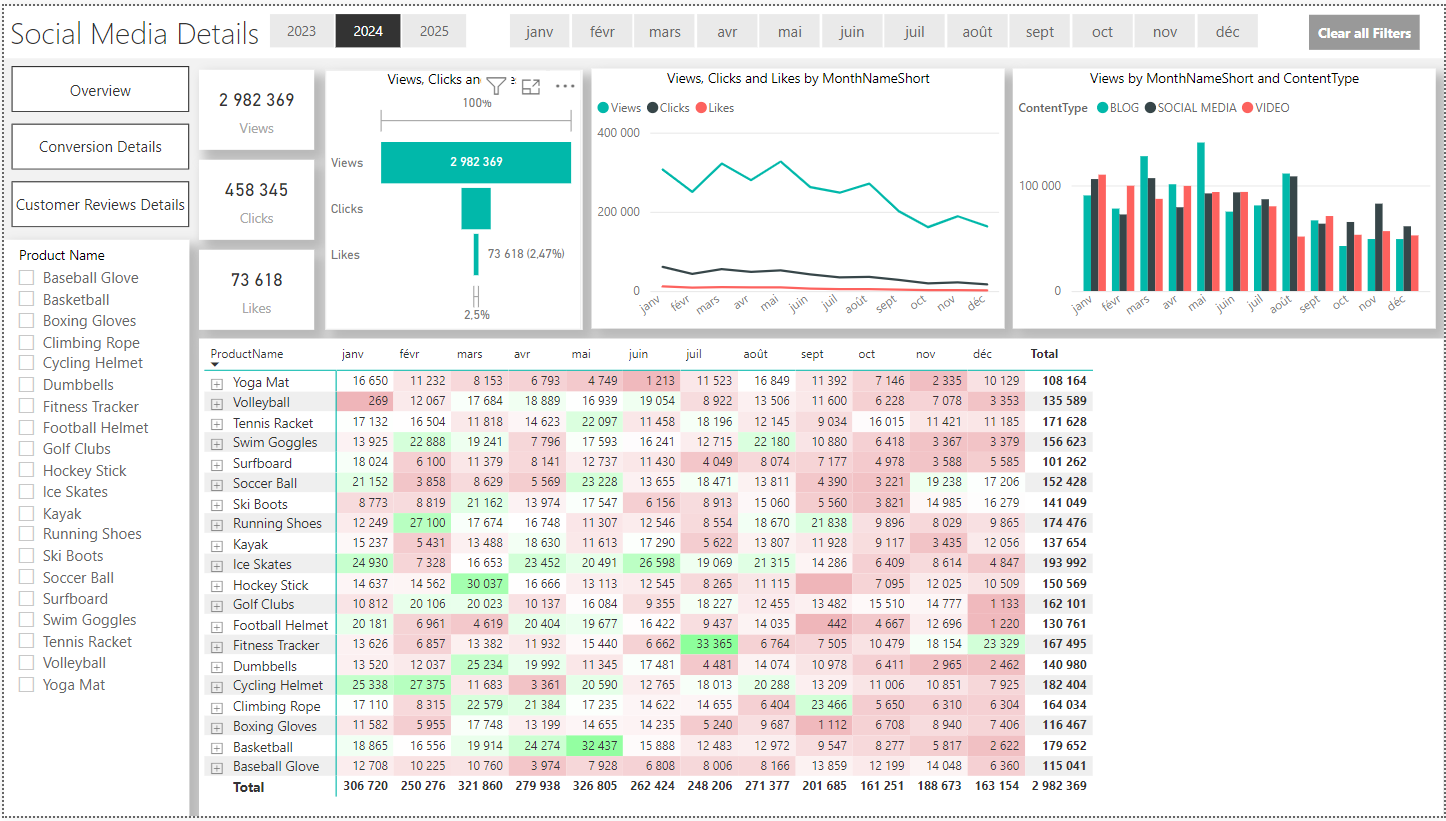 Social Media Details
2023 2024 2025
janv févr mars avr mai juin juil août sept oct nov déc
Clear all Filters
Overview
Conversion Details
Customer Reviews Details
Product Name
Baseball Glove
Basketball
Boxing Gloves
Climbing Rope
Cycling Helmet
Dumbbells
Fitness Tracker
Football Helmet
Golf Clubs
Hockey Stick
Ice Skates
Kayak
Running Shoes
Ski Boots
Soccer Ball
Surfboard
Swim Goggles
Tennis Racket
Volleyball
Yoga Mat
2 982 369
Views
458 345
Clicks
73 618
Likes
Views, Clicks an
100%
Views 2 982 369
Clicks
Likes 73 618 (2.47%)
2,5%
Views, Clicks and Likes by MonthNameShort
Views Clicks Likes
400 000
200 000
0
janv févr mars avr mai juin juil août sept oct nov déc
Views by MonthNameShort and ContentType
ContentType BLOG SOCIAL MEDIA VIDEO
100 000
0
janv févr mars avr mai juin juil août sept oct nov déc
ProductName janv févr mars avr mai juin juil août sept oct nov déc Total
Yoga Mat 16 650 11 232 8 153 6 793 4 749 1 213 11 523 16 849 11 392 7 146 2 335 10 129 108 164
Volleyball 269 12 067 17 684 18 889 16 939 19 054 8 922 13 506 11 600 6 228 7 078 3 353 135 589
Tennis Racket 17 132 16 504 11 818 14 623 22 097 11 458 18 196 12 145 9 034 16 015 11 421 11 185 171 628
Swim Goggles 13 925 22 888 19 241 7 796 17 593 16 241 12 715 22 180 10 880 6 418 3 367 3 379 156 623
Surfboard 18 024 6 100 11 379 8 141 12 737 11 430 4 049 8 074 7 177 4 978 3 588 5 585 101 262
Soccer Ball 21 152 3 858 8 629 5 569 23 228 13 655 18 471 13 811 4 390 3 221 19 238 17 206 152 428
Ski Boots 8 773 8 819 21 162 13 974 17 547 6 156 8 913 15 060 5 560 3 821 14 985 16 279 141 049
Running Shoes 12 249 27 100 17 674 16 748 11 307 12 546 8 554 18 670 21 838 9 896 8 029 9 865 174 476
Kayak 15 237 5 431 13 488 18 630 11 613 17 290 5 622 13 807 11 928 9 117 3 435 12 056 137 654
Ice Skates 24 930 7 328 16 653 23 452 20 491 26 598 19 069 21 315 14 286 6 409 8 614 4 847 193 992
Hockey Stick 14 637 14 562 30 037 16 666 13 113 12 545 8 265 11 115 7 095 12 025 10 509 150 569
Golf Clubs 10 812 20 106 20 023 10 137 16 084 9 355 18 227 12 455 13 482 15 510 14 777 1 133 162 101
Football Helmet 20 181 6 961 4 619 20 404 19 677 16 422 9 437 14 035 442 4 667 12 696 1 220 130 761
Fitness Tracker 13 626 6 857 13 382 11 932 15 440 6 662 33 365 6 764 7 505 10 479 18 154 23 329 167 495
Dumbbells 13 520 12 037 25 234 19 992 11 345 17 481 4 481 14 074 10 978 6 411 2 965 2 462 140 980
Cycling Helmet 25 338 27 375 11 683 3 361 20 590 12 765 18 013 20 288 13 209 11 006 10 851 7 925 182 404
Climbing Rope 17 110 8 315 22 579 21 384 17 235 14 622 14 655 6 404 23 466 5 650 6 310 6 304 164 034
Boxing Gloves 11 582 5 955 17 748 13 199 14 655 14 235 5 240 9 687 1 112 6 708 8 940 7 406 116 467
Basketball 18 865 16 556 19 914 24 274 32 437 15 888 12 483 12 972 9 547 8 277 5 817 2 622 179 652
Baseball Glove 12 708 10 225 10 760 3 974 7 928 6 808 8 006 8 166 13 859 12 199 14 048 6 360 115 041
Total 306 720 250 276 321 860 279 938 326 805 262 424 248 206 271 377 201 685 161 251 188 673 163 154 2 982 369